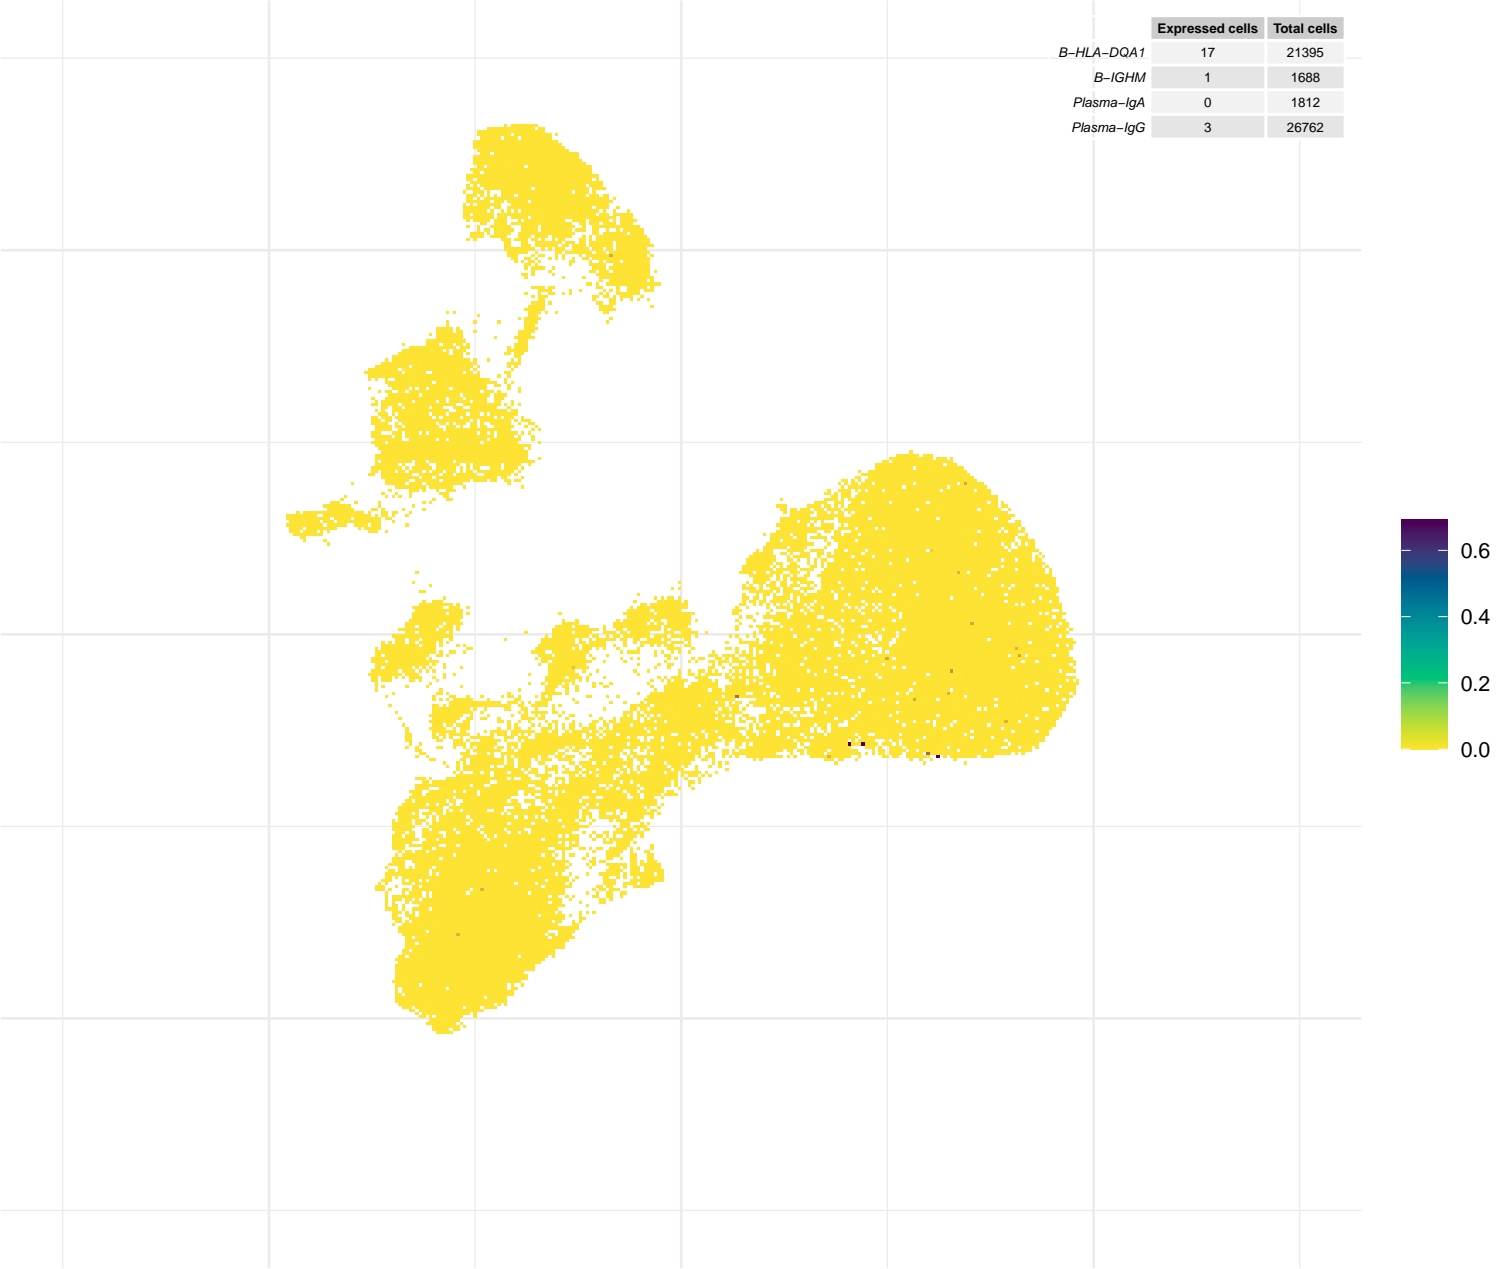 Expressed cells Total cells
B−HLA−DQA1 17 21395
B−IGHM 1 1688
Plasma−IgA 0 1812
Plasma−IgG 3 26762
0.6
0.4
0.2
0.0